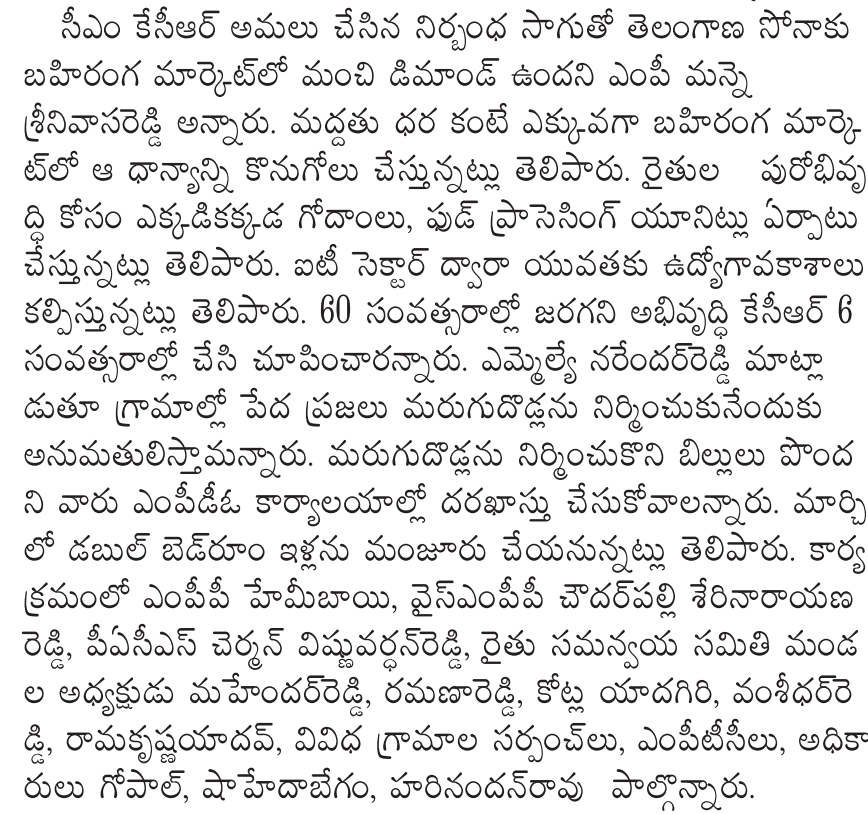 సీఎం కేసీఆర్ అమలు చేసిన నిర్బంధ సాగుతో తెలంగాణ సోనాకు
బహిరంగ మార్కెట్‌లో మంచి డిమాండ్ ఉందని ఎంపీ మన్నె
శ్రీనివాసరెడ్డి అన్నారు. మద్దతు ధర కంటే ఎక్కువగా బహిరంగ మార్కె
ట్‌లో ఆ ధాన్యాన్ని కొనుగోలు చేస్తున్నట్లు తెలిపారు. రైతుల పురోభివృ
ద్ధి కోసం ఎక్కడికక్కడ గోదాంలు, ఫుడ్ ప్రాసెసింగ్ యూనిట్లు ఏర్పాటు
చేస్తున్నట్లు తెలిపారు. ఐటీ సెక్టార్ ద్వారా యువతకు ఉద్యోగావకాశాలు
కల్పిస్తున్నట్లు తెలిపారు. 60 సంవత్సరాల్లో జరగని అభివృద్ధి కేసీఆర్ 6
సంవత్సరాల్లో చేసి చూపించారన్నారు. ఎమ్మెల్యే నరేందర్‌రెడ్డి మాట్లా
డుతూ గ్రామాల్లో పేద ప్రజలు మరుగుదొడ్లను నిర్మించుకునేందుకు
అనుమతులిస్తామన్నారు. మరుగుదొడ్లను నిర్మించుకొని బిల్లులు పొంద
ని వారు ఎంపీడీఓ కార్యాలయాల్లో దరఖాస్తు చేసుకోవాలన్నారు. మార్చి
లో డబుల్ బెడ్‌రూం ఇళ్లను మంజూరు చేయనున్నట్లు తెలిపారు. కార్య
క్రమంలో ఎంపీపీ హేమీబాయి, వైస్‌ఎంపీపీ చౌదర్‌పల్లి శేరినారాయణ
రెడ్డి, పీఏసీఎస్ చైర్మన్ విష్ణువర్ధన్‌రెడ్డి, రైతు సమన్వయ సమితి మండ
ల అధ్యక్షుడు మహేందర్‌రెడ్డి, రమణారెడ్డి, కోట్ల యాదగిరి, వంశీధర్‌రె
డ్డి, రామకృష్ణయాదవ్, వివిధ గ్రామాల సర్పంచ్‌లు, ఎంపీటీసీలు, అధికా
రులు గోపాల్, షాహేదాబేగం, హరినందన్‌రావు పాల్గొన్నారు.